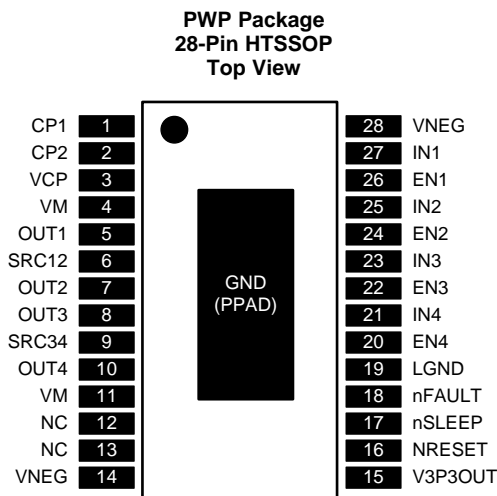 PWP Package
28-Pin HTSSOP
Top View
CP1 1 28 VNEG
CP2 2 27 IN1
VCP 3 26 EN1
VM 4 25 IN2
OUT1 5 24 EN2
SRC12 6 23 IN3
OUT2 7 22 EN3
OUT3 8 21 IN4
SRC34 9 20 EN4
OUT4 10 19 LGND
VM 11 18 nFAULT
NC 12 17 nSLEEP
NC 13 16 NRESET
VNEG 14 15 V3P3OUT
GND
(PPAD)